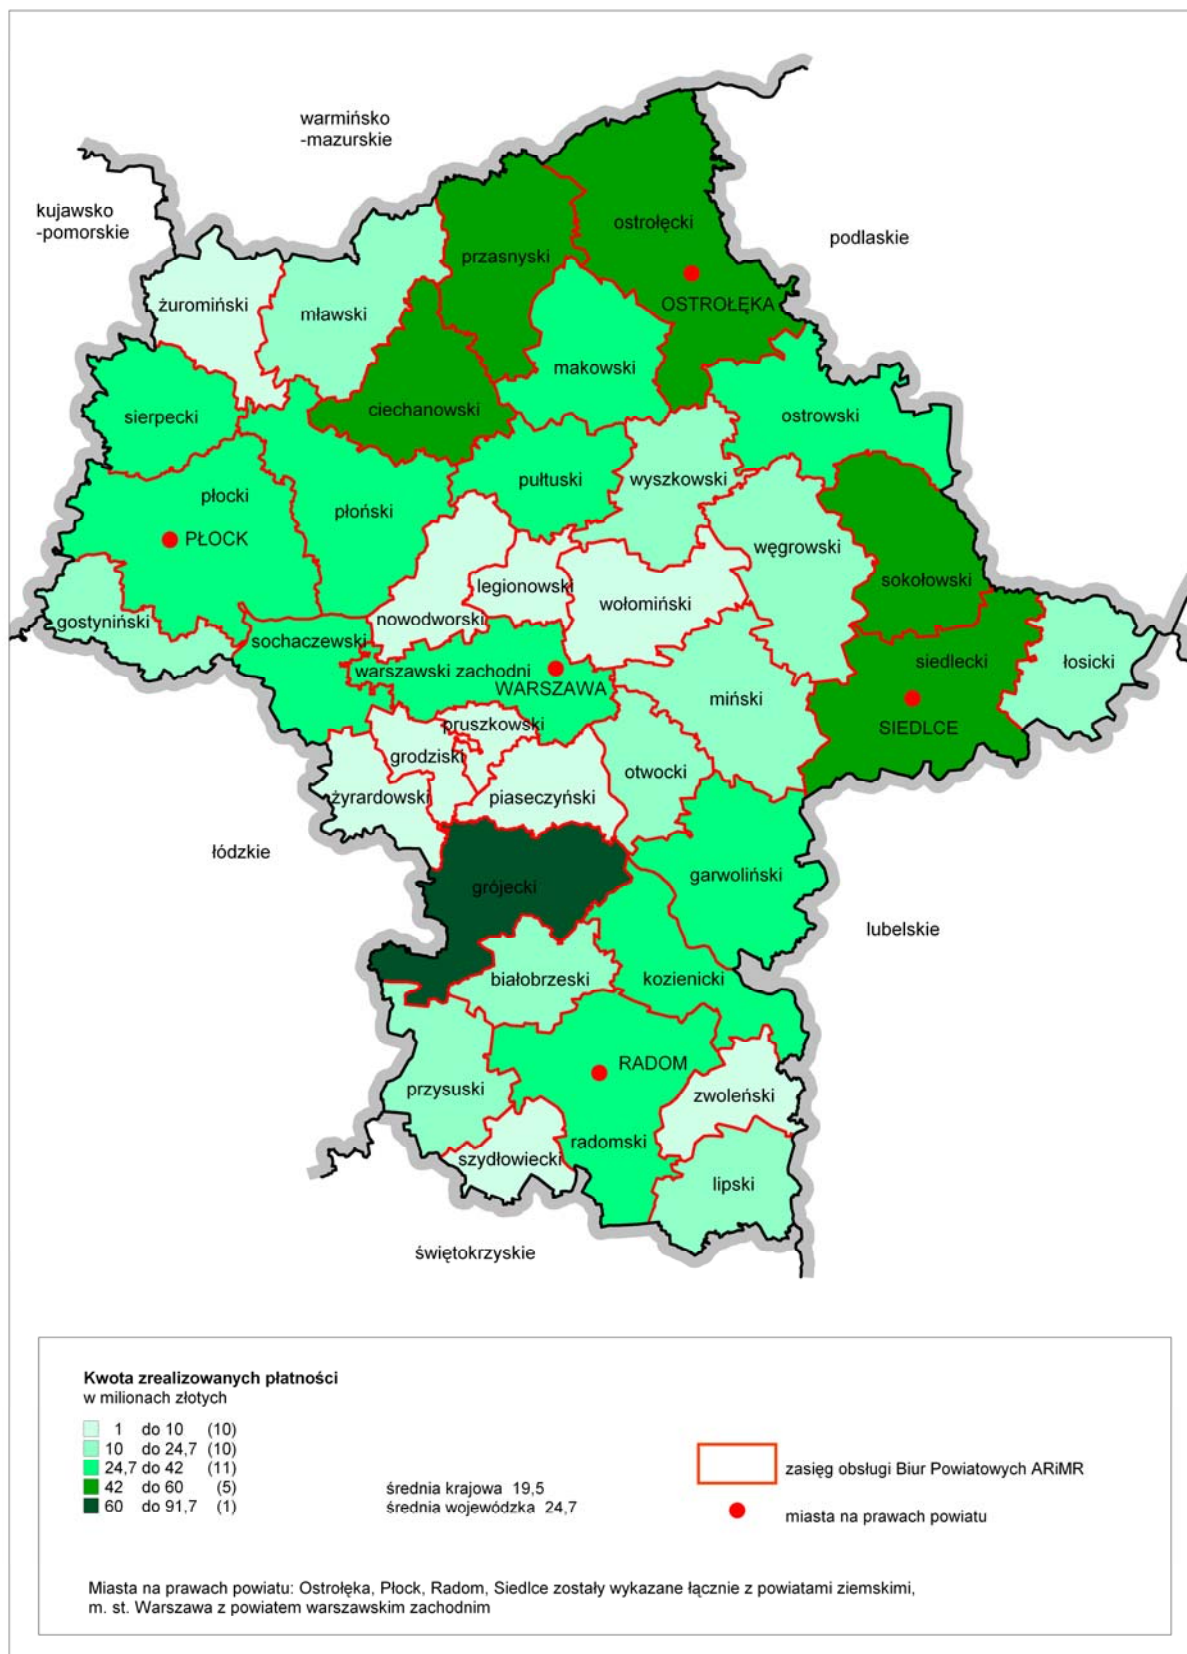 warmińsko
-mazurskie
kujawsko
-pomorskie
podlaskie
ostrołęcki
przasnyski
OSTROŁĘKA
żuromiński
mławski
makowski
ciechanowski
sierpecki
ostrowski
pułtuski
wyszkowski
płocki
płoński
PŁOCK
węgrowski
sokołowski
legionowski
wołomiński
nowodworski
gostyniński
sochaczewski
siedlecki
łosicki
warszawski zachodni
WARSZAWA
miński
SIEDLCE
pruszkowski
grodziski
otwocki
żyrardowski
piaseczyński
łódzkie
garwoliński
grójecki
lubelskie
białobrzeski
kozienicki
RADOM
przysuski
zwoleński
radomski
szydłowiecki
lipski
świętokrzyskie
Kwota zrealizowanych płatności
w milionach złotych
1 do 10 (10)
10 do 24,7 (10)
24,7 do 42 (11)
42 do 60 (5)
60 do 91,7 (1)
średnia krajowa 19,5
średnia wojewódzka 24,7
zasięg obsługi Biur Powiatowych ARiMR
miasta na prawach powiatu
Miasta na prawach powiatu: Ostrołęka, Płock, Radom, Siedlce zostały wykazane łącznie z powiatami ziemskimi,
m. st. Warszawa z powiatem warszawskim zachodnim